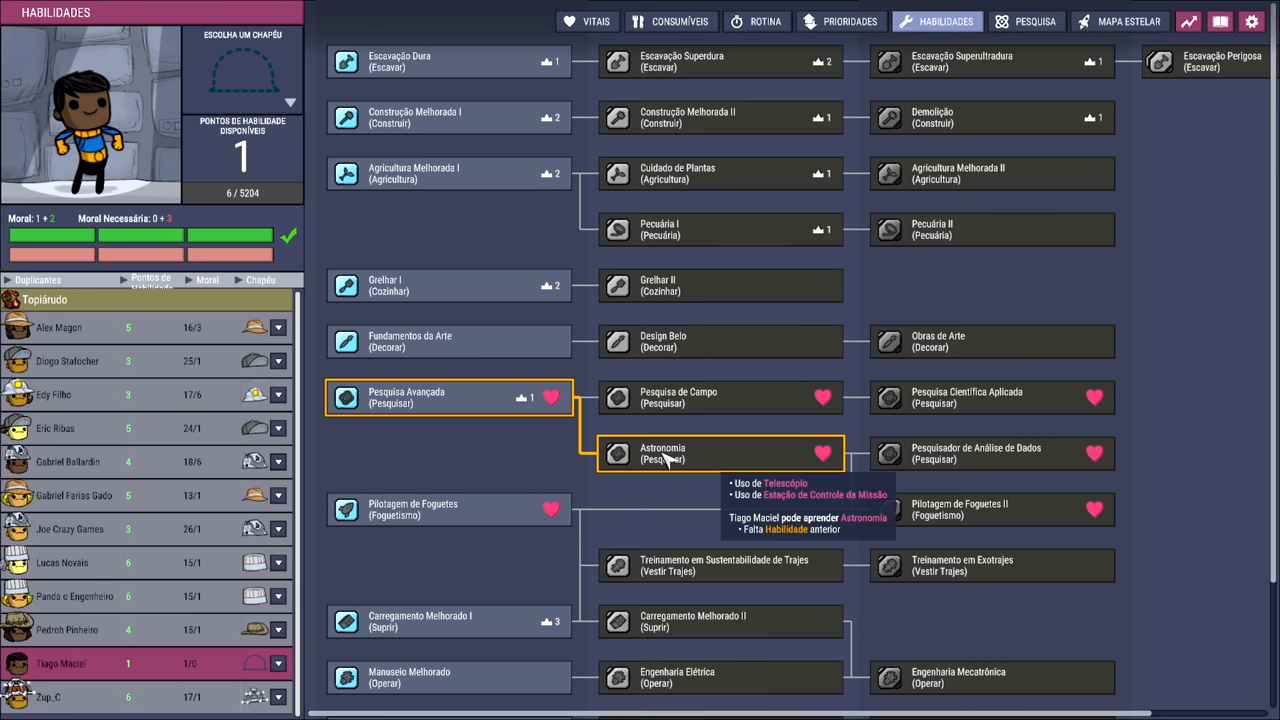 HABILIDADES
VITAIS
CONSUMÍVEIS
ROTINA
PRIORIDADES
HABILIDADES
PESQUISA
MAPA ESTELAR
ESCOLHA UM CHAPÉU
PONTOS DE
HABILIDADE
DISPONÍVEIS
1
6 / 5204
Moral: 1 + 2
Moral Necessária: 0 + 3
Duplicantes
Pontos de
Habilidade
Moral
Chapéu
Topiárudo
Alex Magon 5 16/3
Diogo Stafocher 3 25/1
Edy Filho 3 17/6
Eric Ribas 5 24/1
Gabriel Ballardin 4 18/6
Gabriel Farias Gado 5 13/1
Joe Crazy Games 3 26/1
Lucas Novais 6 15/1
Panda o Engenheiro 6 15/1
Pedroh Pinheiro 4 15/1
Tiago Maciel 1 1/0
Zup_C 6 17/1
Escavação Dura
(Escavar)
1
Escavação Superdura
(Escavar)
2
Escavação Superultradura
(Escavar)
1
Escavação Perigosa
(Escavar)
Construção Melhorada I
(Construir)
2
Construção Melhorada II
(Construir)
1
Demolição
(Construir)
1
Agricultura Melhorada I
(Agricultura)
2
Cuidado de Plantas
(Agricultura)
1
Agricultura Melhorada II
(Agricultura)
Pecuária I
(Pecuária)
1
Pecuária II
(Pecuária)
Grelhar I
(Cozinhar)
2
Grelhar II
(Cozinhar)
Fundamentos da Arte
(Decorar)
Design Belo
(Decorar)
Obras de Arte
(Decorar)
Pesquisa Avançada
(Pesquisar)
1
Pesquisa de Campo
(Pesquisar)
Pesquisa Científica Aplicada
(Pesquisar)
Astronomia
(Pesquisar)
Pesquisador de Análise de Dados
(Pesquisar)
• Uso de Telescópio
• Uso de Estação de Controle da Missão
Tiago Maciel pode aprender Astronomia
• Falta Habilidade anterior
Pilotagem de Foguetes
(Foguetismo)
Pilotagem de Foguetes II
(Foguetismo)
Treinamento em Sustentabilidade de Trajes
(Vestir Trajes)
Treinamento em Exotrajes
(Vestir Trajes)
Carregamento Melhorado I
(Suprir)
3
Carregamento Melhorado II
(Suprir)
Manuseio Melhorado
(Operar)
Engenharia Elétrica
(Operar)
Engenharia Mecatrônica
(Operar)